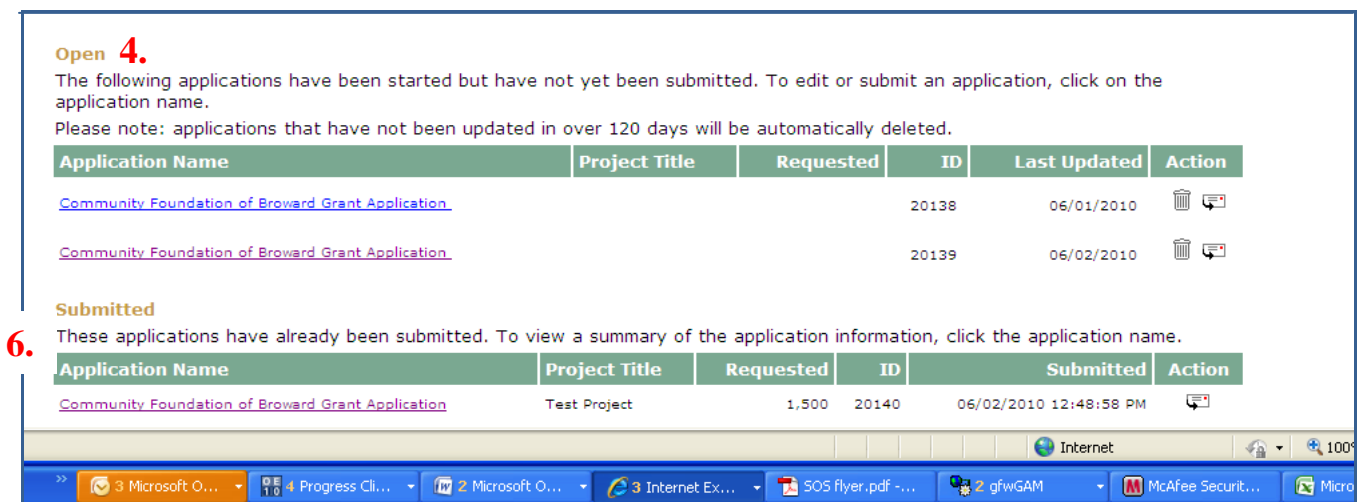 Open 4.
The following applications have been started but have not yet been submitted. To edit or submit an application, click on the
application name.
Please note: applications that have not been updated in over 120 days will be automatically deleted.
Application Name Project Title Requested ID Last Updated Action
Community Foundation of Broward Grant Application 20138 06/01/2010
Community Foundation of Broward Grant Application 20139 06/02/2010
Submitted
6. These applications have already been submitted. To view a summary of the application information, click the application name.
Application Name Project Title Requested ID Submitted Action
Community Foundation of Broward Grant Application Test Project 1,500 20140 06/02/2010 12:48:58 PM
Internet 100%
» 3 Microsoft O... 4 Progress Cli... 2 Microsoft O... 3 Internet Ex... SOS flyer.pdf -... 2 gfwGAM McAfee Securit... Micro